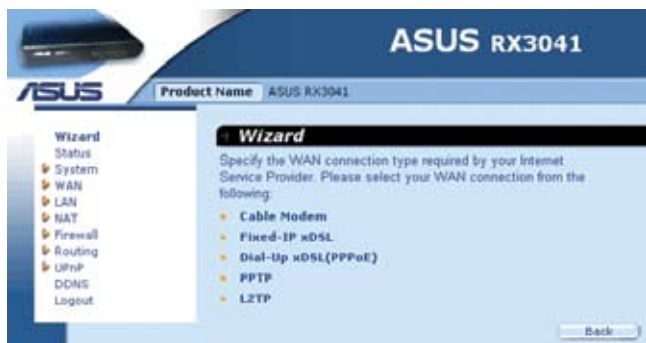 ASUS RX3041
ASUS
Product Name ASUS RX3041
Wizard
Status
System
WAN
LAN
NAT
Firewall
Routing
UPnP
DDNS
Logout
Wizard
Specify the WAN connection type required by your Internet
Service Provider. Please select your WAN connection from the
following:
Cable Modem
Fixed-IP xDSL
Dial-Up xDSL(PPPoE)
PPTP
L2TP
Back